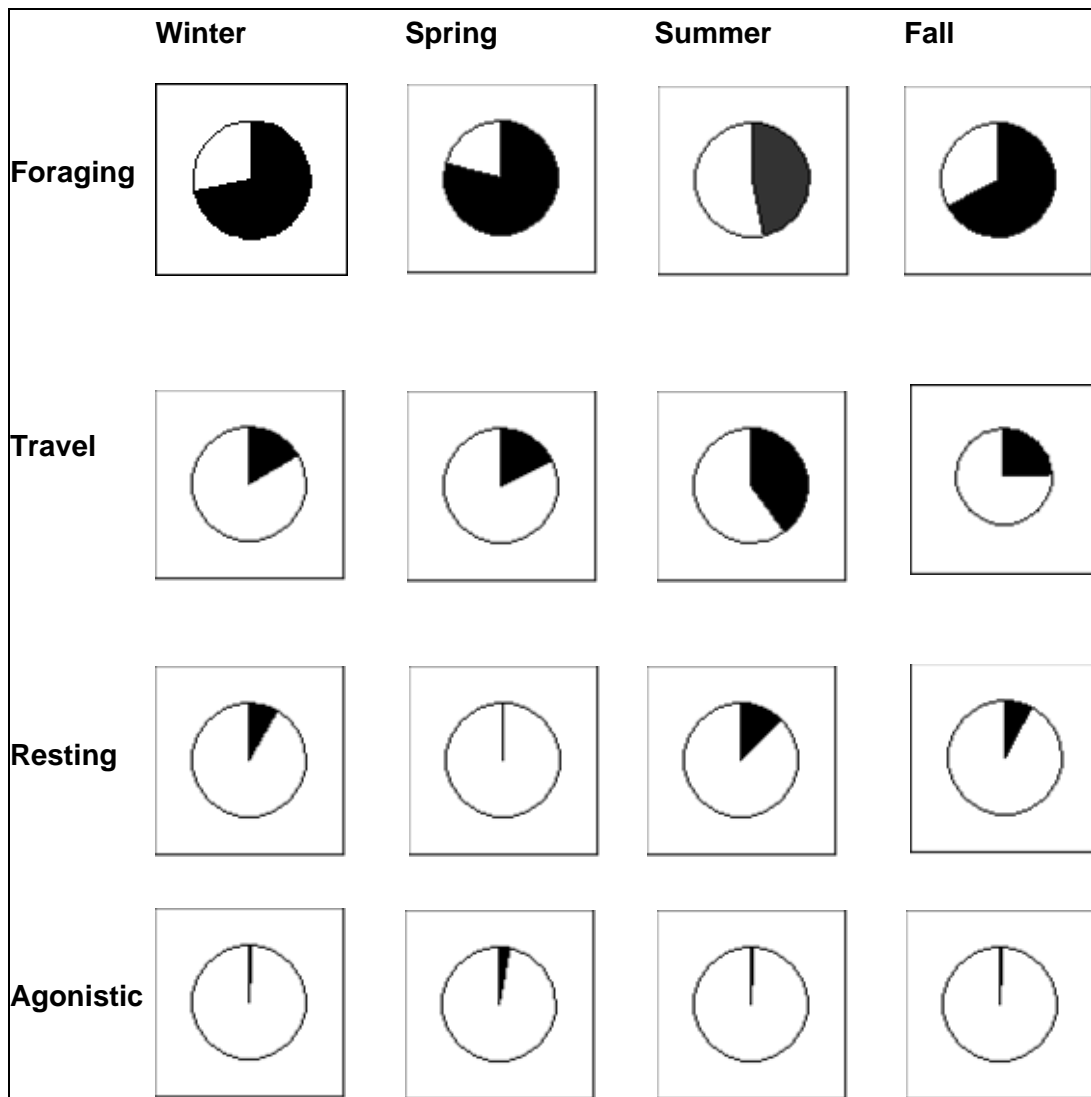 Winter Spring Summer Fall
Foraging
Travel
Resting
Agonistic